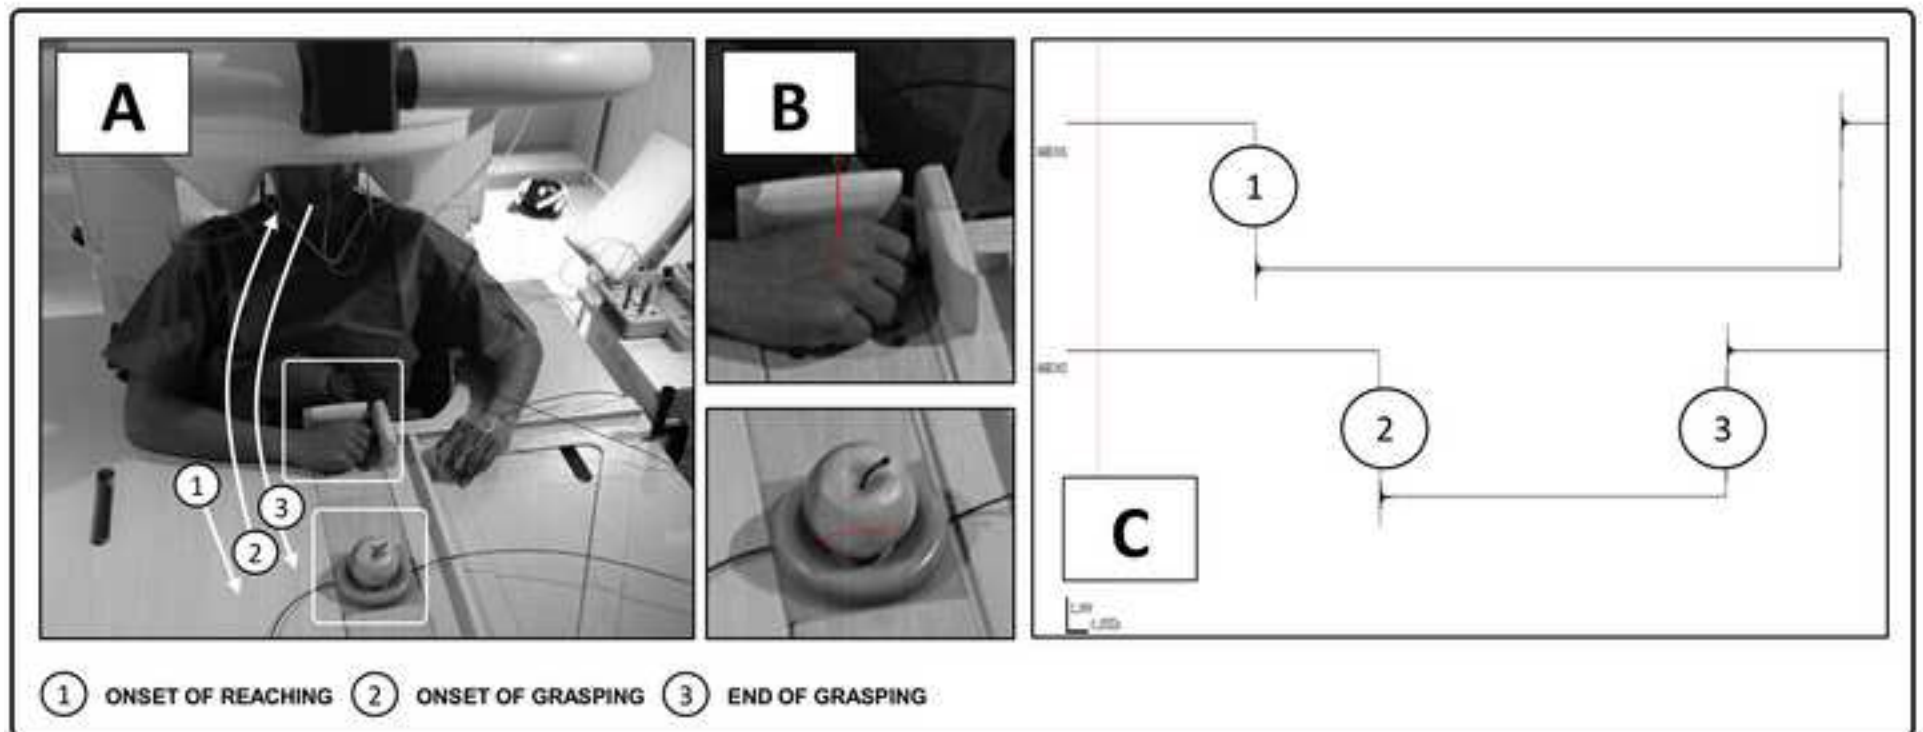 A
B
C
1
2
3
1
2
3
1 ONSET OF REACHING 2 ONSET OF GRASPING 3 END OF GRASPING